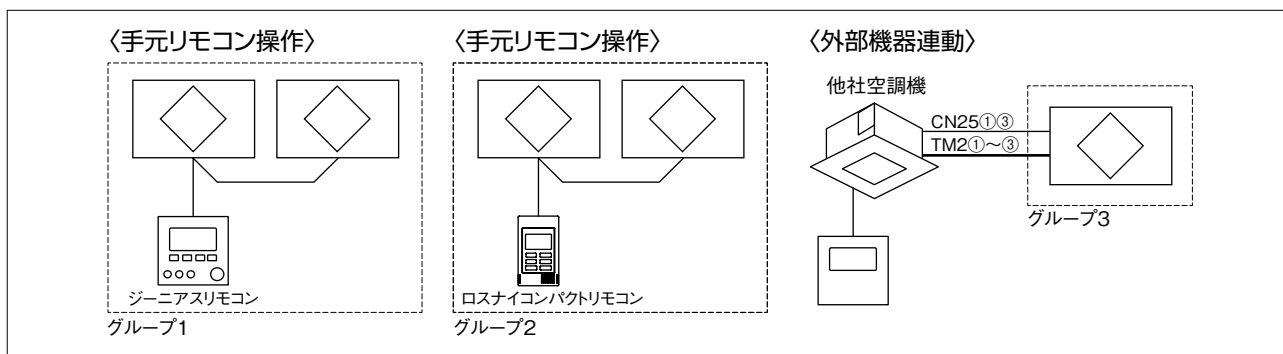 〈手元リモコン操作〉
ジーニアスリモコン
グループ1
〈手元リモコン操作〉
ロスナイコンパクトリモコン
グループ2
〈外部機器連動〉
他社空調機
CN25①③
TM2①〜③
グループ3